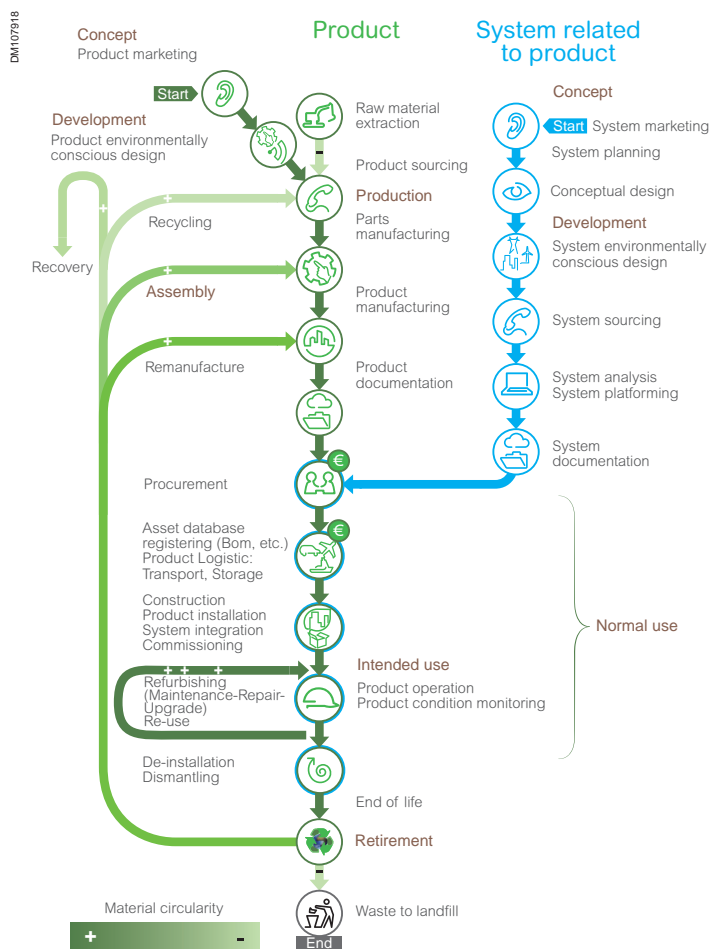 DM107918
Product
System related
to product
Concept
Product marketing
Start
Development
Product environmentally
conscious design
Raw material
extraction
-
Product sourcing
Production
Parts
manufacturing
Product
manufacturing
Product
documentation
+
Recovery
+
Recycling
+
Assembly
+
Remanufacture
Concept
Start
System marketing
System planning
Conceptual design
Development
System environmentally
conscious design
System sourcing
System analysis
System platforming
System
documentation
€
Procurement
€
Asset database
registering (Bom, etc.)
Product Logistic:
Transport, Storage
Construction
Product installation
System integration
Commissioning
Normal use
+ + +
Refurbishing
(Maintenance-Repair-
Upgrade)
Re-use
Intended use
Product operation
Product condition monitoring
De-installation
Dismantling
End of life
Retirement
-
Waste to landfill
End
Material circularity
+ -